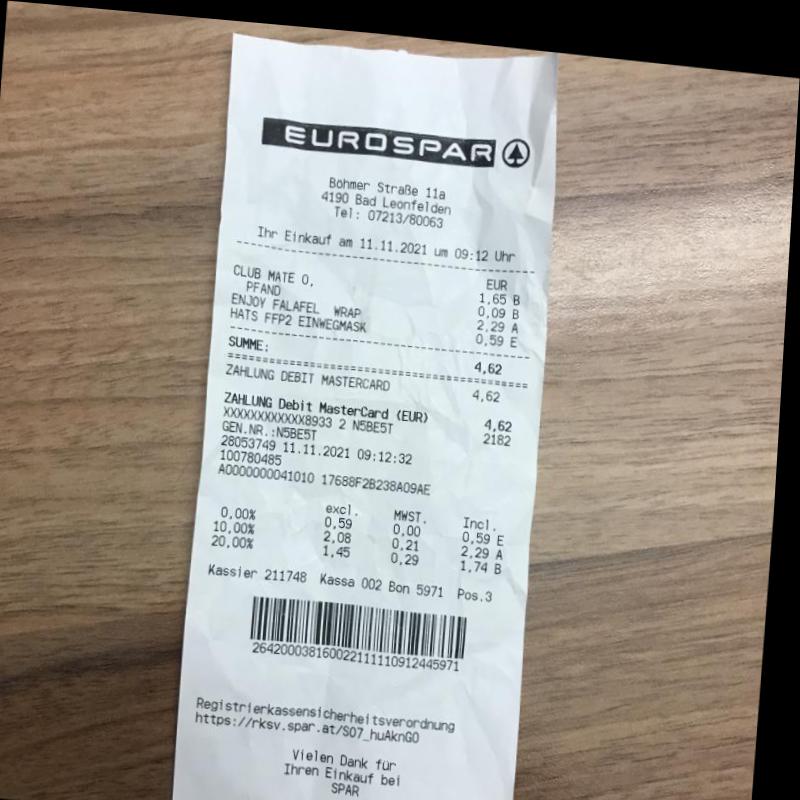 EUROSPAR
Böhmer Straße 11a
4190 Bad Leonfelden
Tel: 07213/80063
Ihr Einkauf am 11.11.2021 um 09:12 Uhr
EUR
CLUB MATE 0, 1,65 B
PFAND 0,09 B
ENJOY FALAFEL WRAP 2,29 A
HATS FFP2 EINWEGMASK 0,59 E
SUMME: 4,62
ZAHLUNG DEBIT MASTERCARD 4,62
ZAHLUNG Debit MasterCard (EUR) 4,62
XXXXXXXXXXXX8933 2 N5BE5T 2182
GEN.NR.:N5BE5T
28053749 11.11.2021 09:12:32
100780485
A0000000041010 17688F2B238A09AE
excl. MWST. Incl.
0,00% 0,59 0,00 0,59 E
10,00% 2,08 0,21 2,29 A
20,00% 1,45 0,29 1,74 B
Kassier 211748 Kassa 002 Bon 5971 Pos.3
2642000381600221111109124459​71
Registrierkassensicherheitsverordnung
https://rksv.spar.at/S07_huAknG0
Vielen Dank für
Ihren Einkauf bei
SPAR